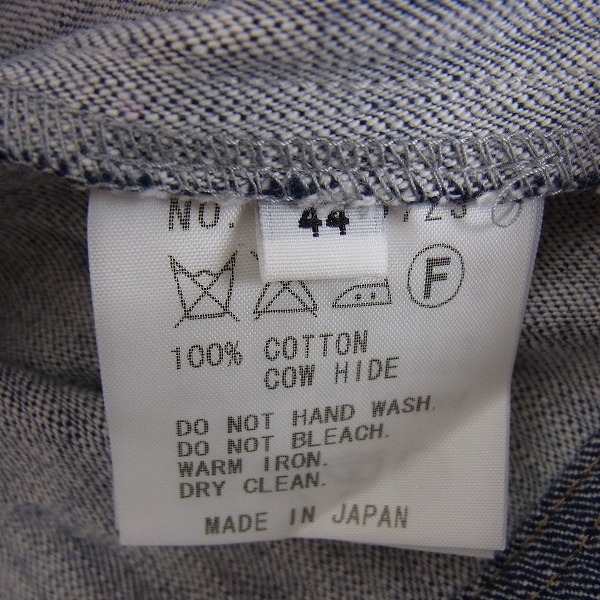 NO. 44
F
100% COTTON
COW HIDE
DO NOT HAND WASH.
DO NOT BLEACH.
WARM IRON.
DRY CLEAN.
MADE IN JAPAN